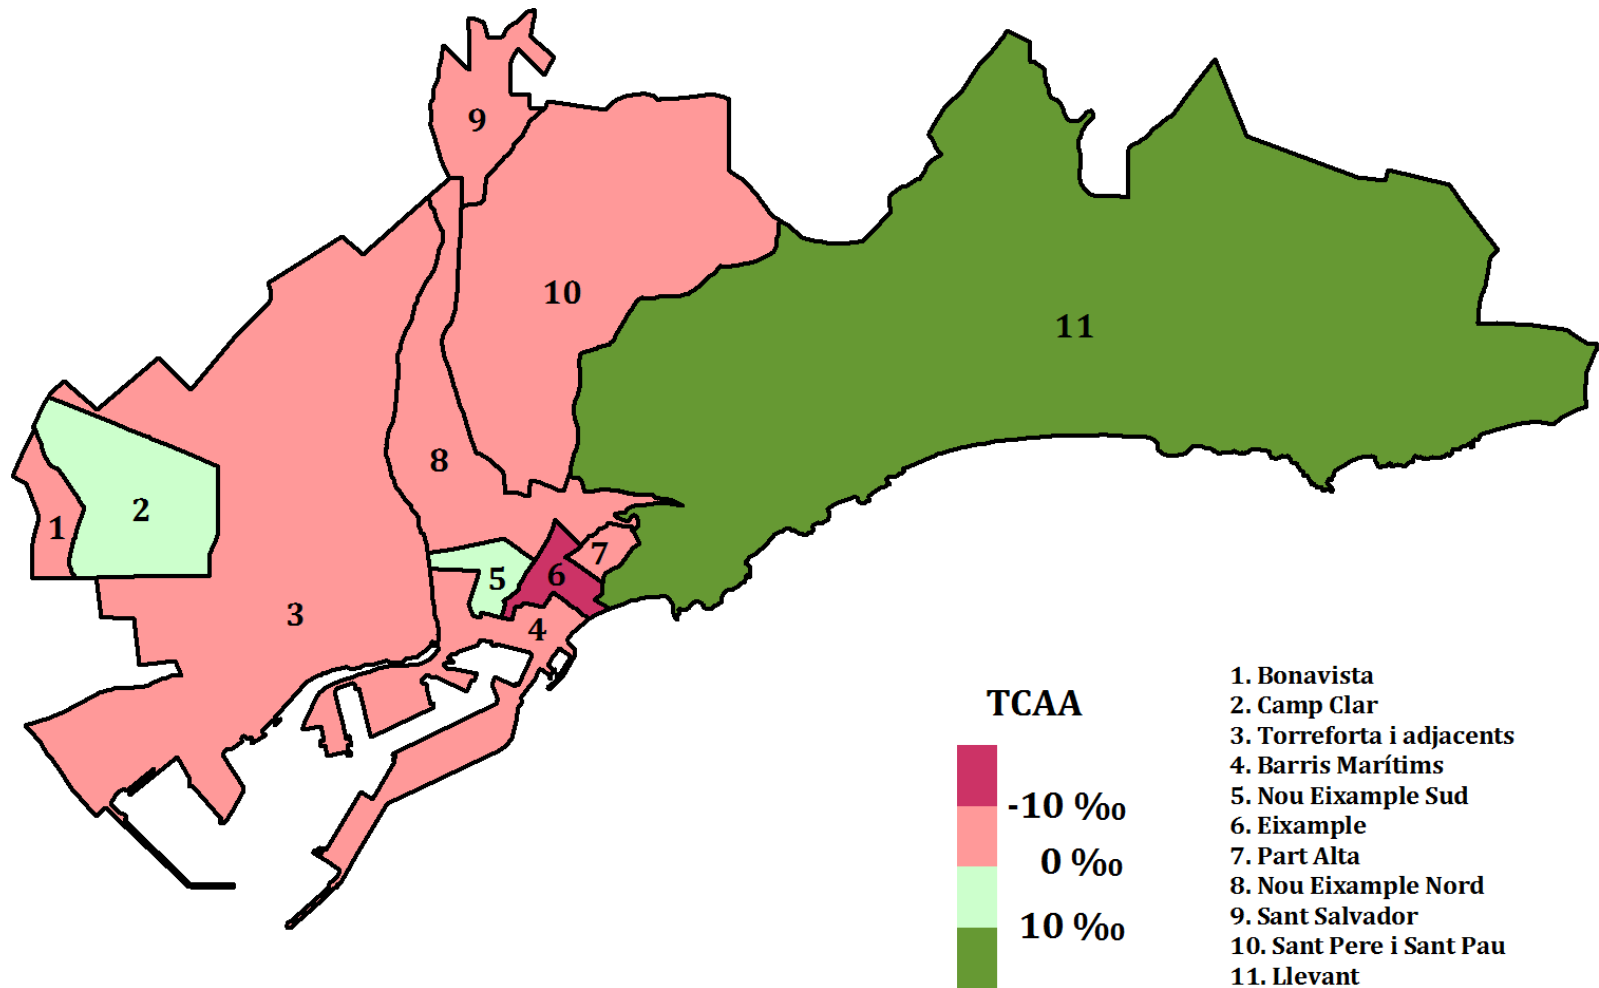 9
10
11
8
2
1
7
5
6
3
4
TCAA
-10 ‰
0 ‰
10 ‰
1. Bonavista
2. Camp Clar
3. Torreforta i adjacents
4. Barris Marítims
5. Nou Eixample Sud
6. Eixample
7. Part Alta
8. Nou Eixample Nord
9. Sant Salvador
10. Sant Pere i Sant Pau
11. Llevant